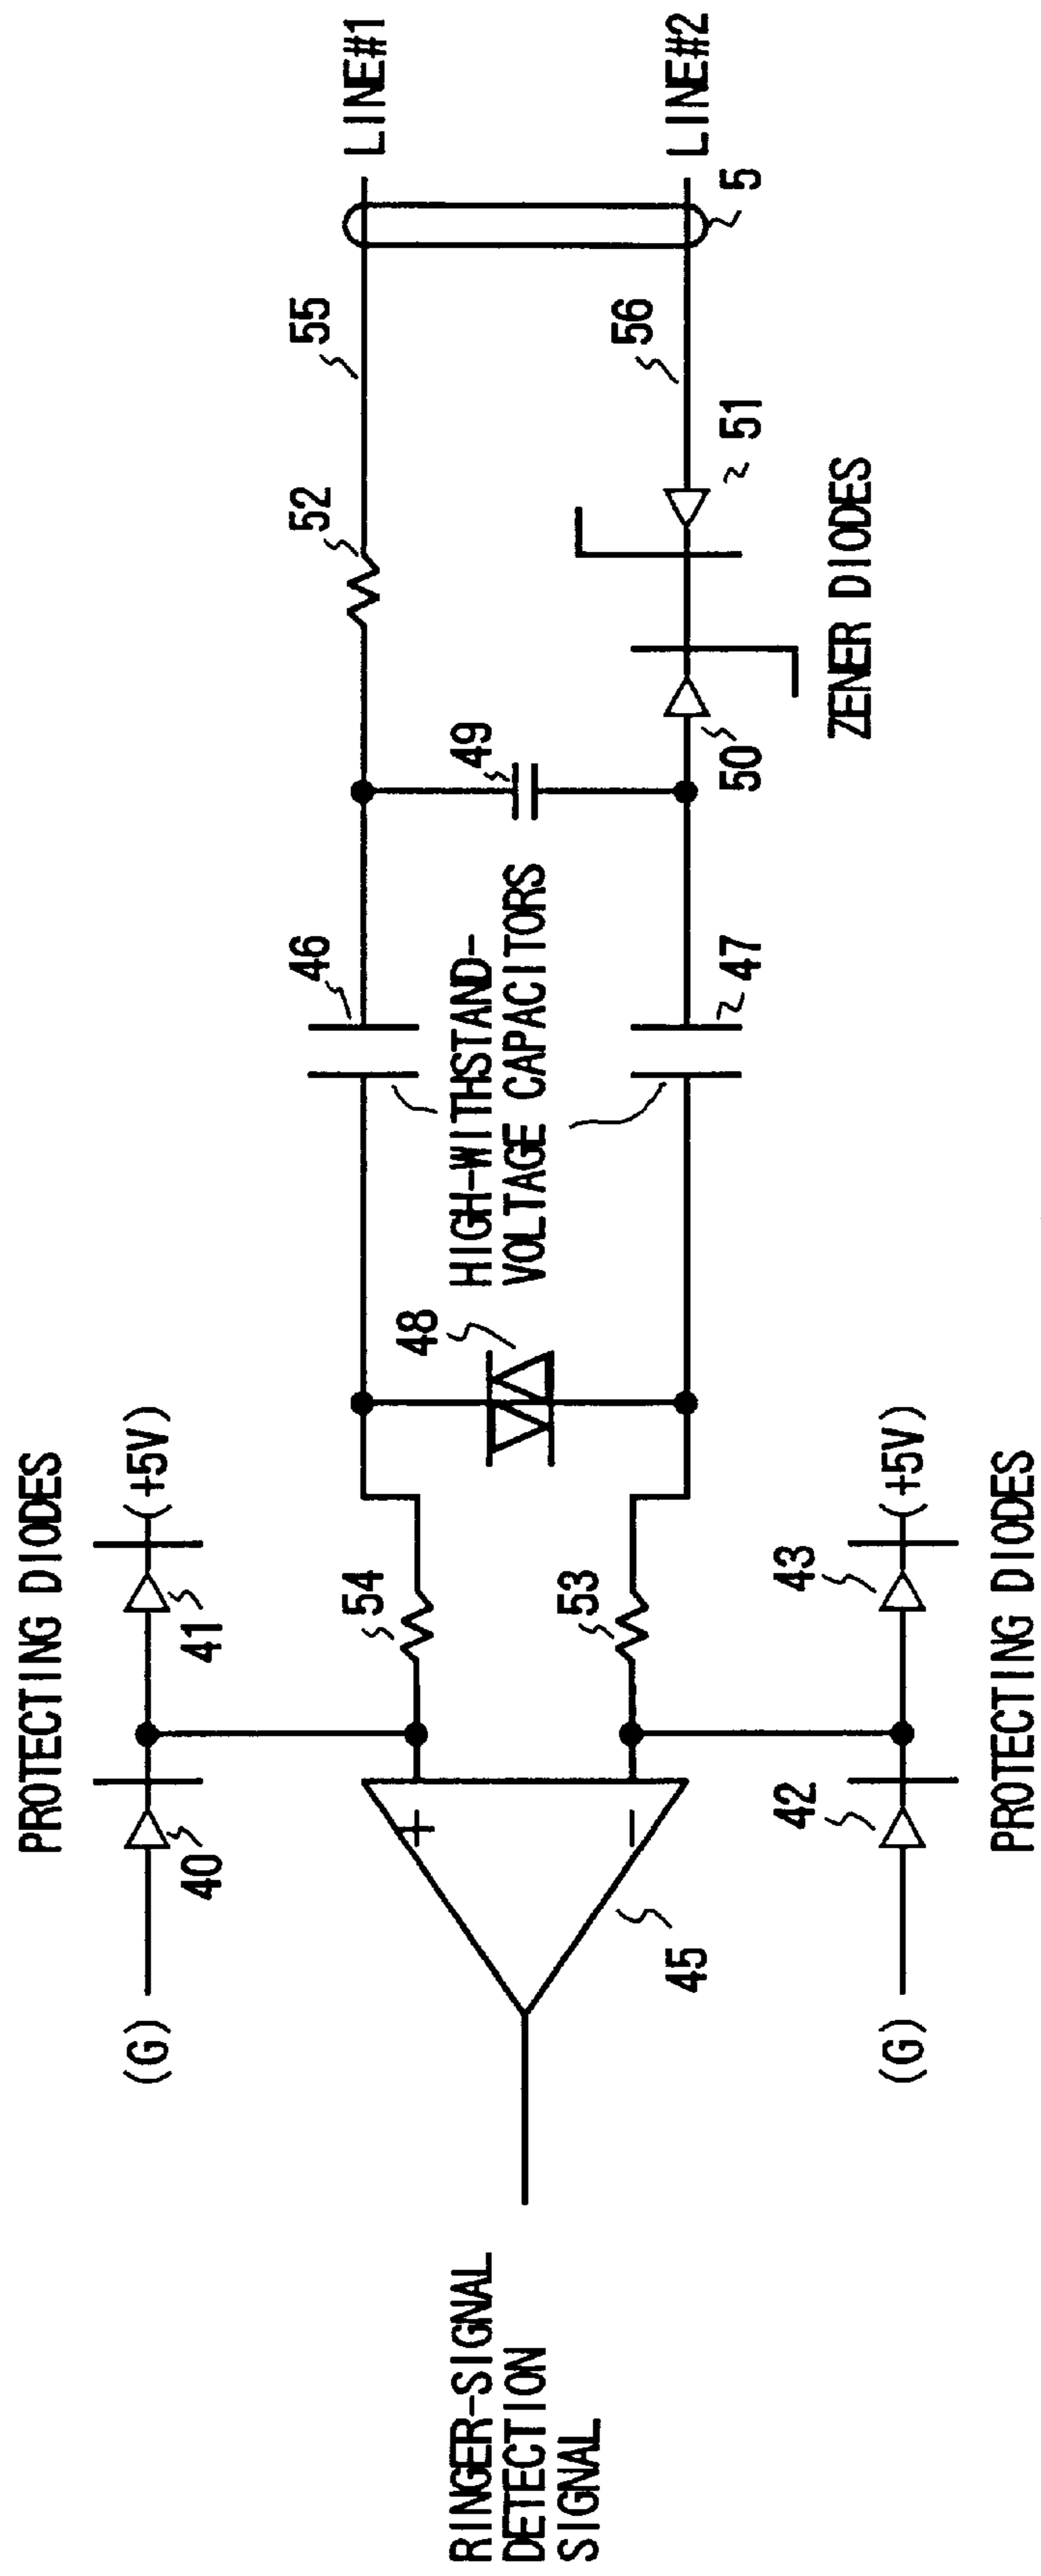 PROTECTING DIODES
(G)
40
41
(+5V)
RINGER-SIGNAL
DETECTION
SIGNAL
45
+
−
54
53
48
HIGH-WITHSTAND-
VOLTAGE CAPACITORS
46
47
49
52
50
51
ZENER DIODES
55
56
5
LINE#1
LINE#2
(G)
42
43
(+5V)
PROTECTING DIODES